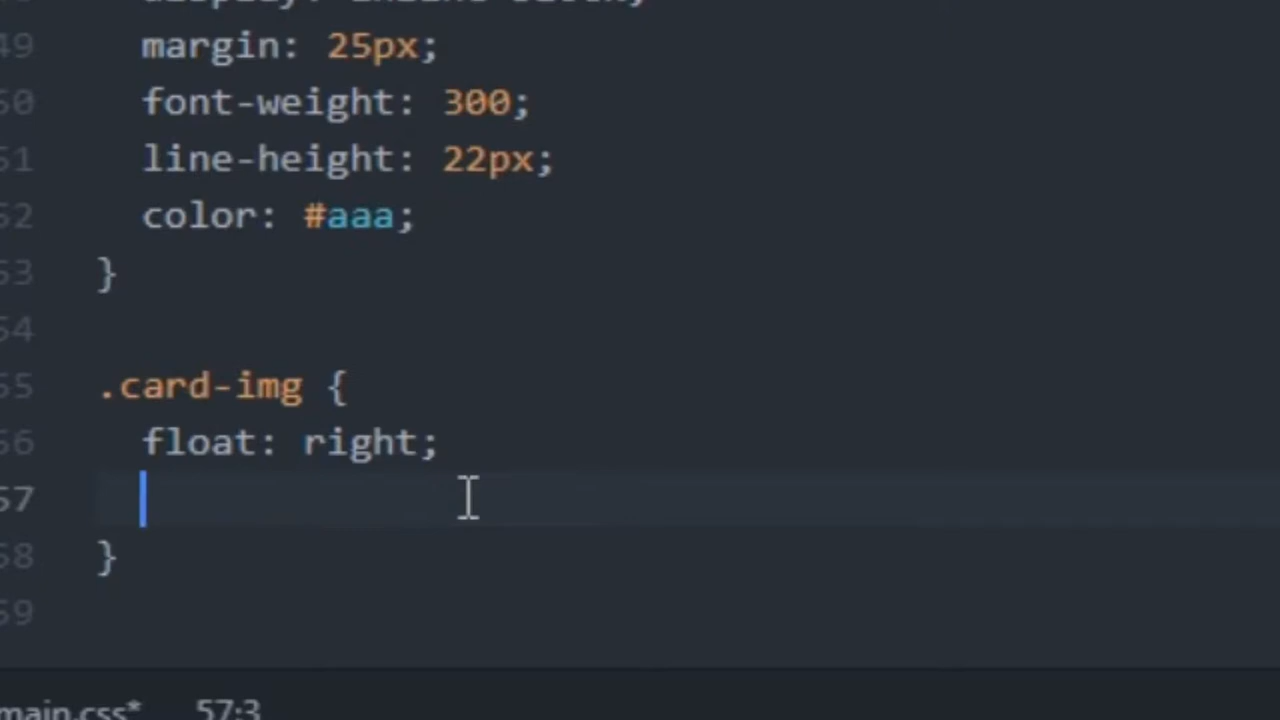 49 margin: 25px;
50 font-weight: 300;
51 line-height: 22px;
52 color: #aaa;
53 }
54
55 .card-img {
56 float: right;
57
58 }
59
main.css* 57:3